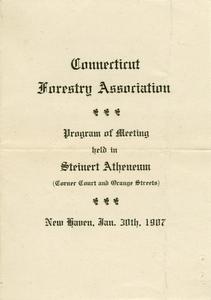 Connecticut
Forestry Association
Program of Meeting
held in
Steinert Atheneum
(Corner Court and Orange Streets)
New Haven, Jan. 30th, 1907